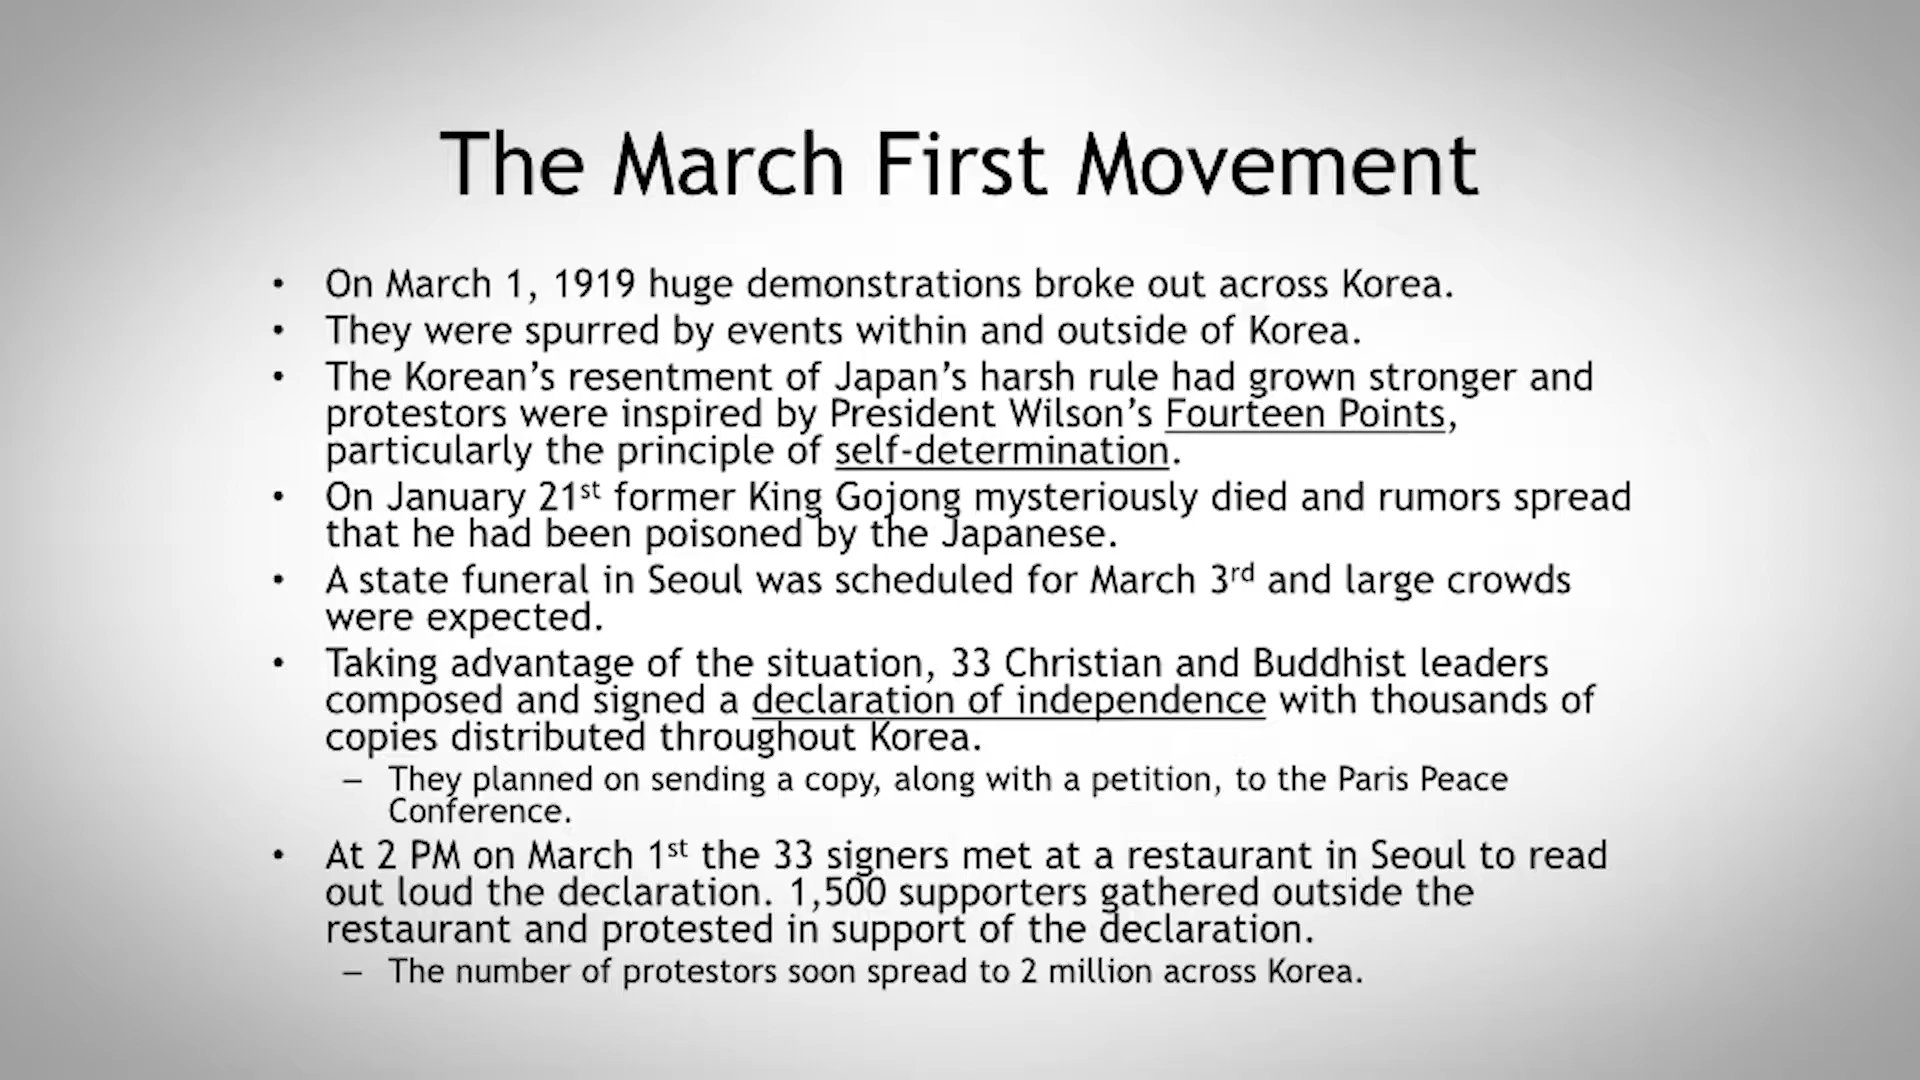 The March First Movement
• On March 1, 1919 huge demonstrations broke out across Korea.
• They were spurred by events within and outside of Korea.
• The Korean’s resentment of Japan’s harsh rule had grown stronger and
protestors were inspired by President Wilson’s Fourteen Points,
particularly the principle of self-determination.
• On January 21st former King Gojong mysteriously died and rumors spread
that he had been poisoned by the Japanese.
• A state funeral in Seoul was scheduled for March 3rd and large crowds
were expected.
• Taking advantage of the situation, 33 Christian and Buddhist leaders
composed and signed a declaration of independence with thousands of
copies distributed throughout Korea.
– They planned on sending a copy, along with a petition, to the Paris Peace
Conference.
• At 2 PM on March 1st the 33 signers met at a restaurant in Seoul to read
out loud the declaration. 1,500 supporters gathered outside the
restaurant and protested in support of the declaration.
– The number of protestors soon spread to 2 million across Korea.